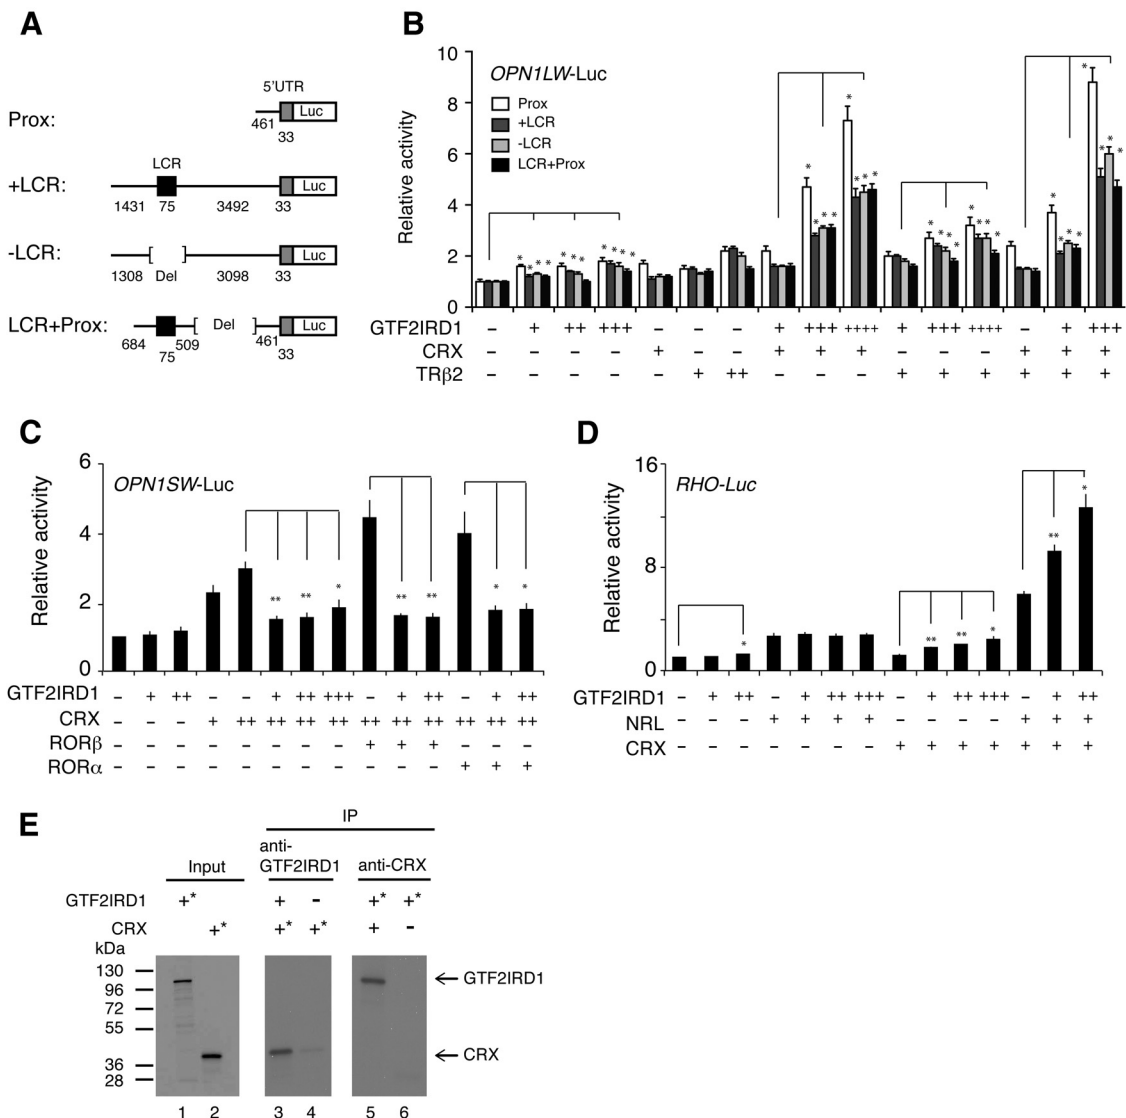 A
5'UTR
Prox:
Luc
461
33
LCR
+LCR:
Luc
1431 75 3492 33
-LCR:
Luc
1308 Del 3098 33
LCR+Prox:
Del
Luc
684 75 509 461 33
B
OPN1LW-Luc
Prox
+LCR
-LCR
LCR+Prox
Relative activity
10
8
6
4
2
0
GTF2IRD1 – + ++ +++ – – – + +++ ++++ + +++ ++++ – + +++
CRX – – – – + – – + + + – – – + + +
TRβ2 – – – – – + ++ – – – + + + + + +
C
OPN1SW-Luc
Relative activity
6
4
2
0
** ** * ** ** * *
GTF2IRD1 – + ++ – – + ++ +++ – + ++ – + ++
CRX – – – + ++ ++ ++ ++ ++ ++ ++ ++ ++ ++
RORβ – – – – – – – – + + + – – –
RORα – – – – – – – – – – – + + +
D
RHO-Luc
Relative activity
16
8
0
* ** ** * ** *
GTF2IRD1 – + ++ – + ++ +++ – + ++ +++ – + ++
NRL – – – + + + + – – – – + + +
CRX – – – – – – – + + + + + + +
E
IP
Input
anti-
GTF2IRD1
anti-CRX
GTF2IRD1 +* + - +* +*
CRX +* +* +* + -
kDa
130
96
72
55
36
28
GTF2IRD1
CRX
1 2 3 4 5 6